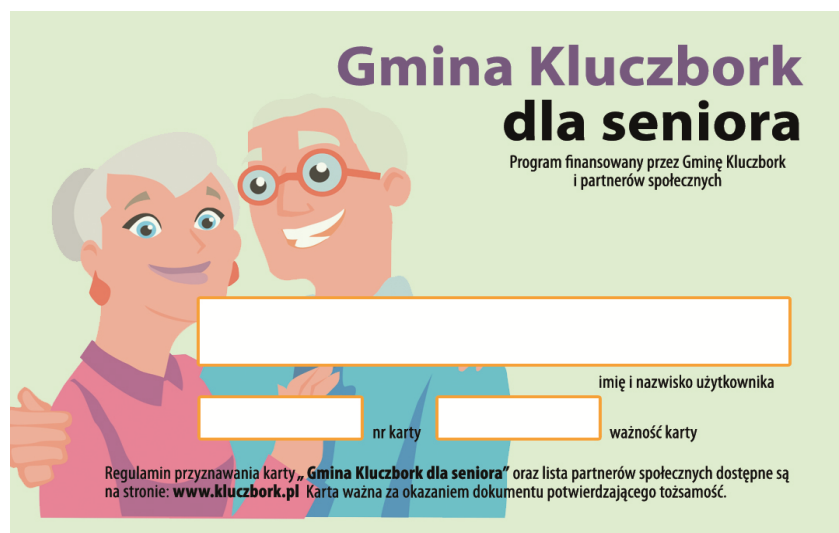 Gmina Kluczbork
dla seniora
Program finansowany przez Gminę Kluczbork
i partnerów społecznych
imię i nazwisko użytkownika
nr karty
ważność karty
Regulamin przyznawania karty „ Gmina Kluczbork dla seniora” oraz lista partnerów społecznych dostępne są
na stronie: www.kluczbork.pl Karta ważna za okazaniem dokumentu potwierdzającego tożsamość.